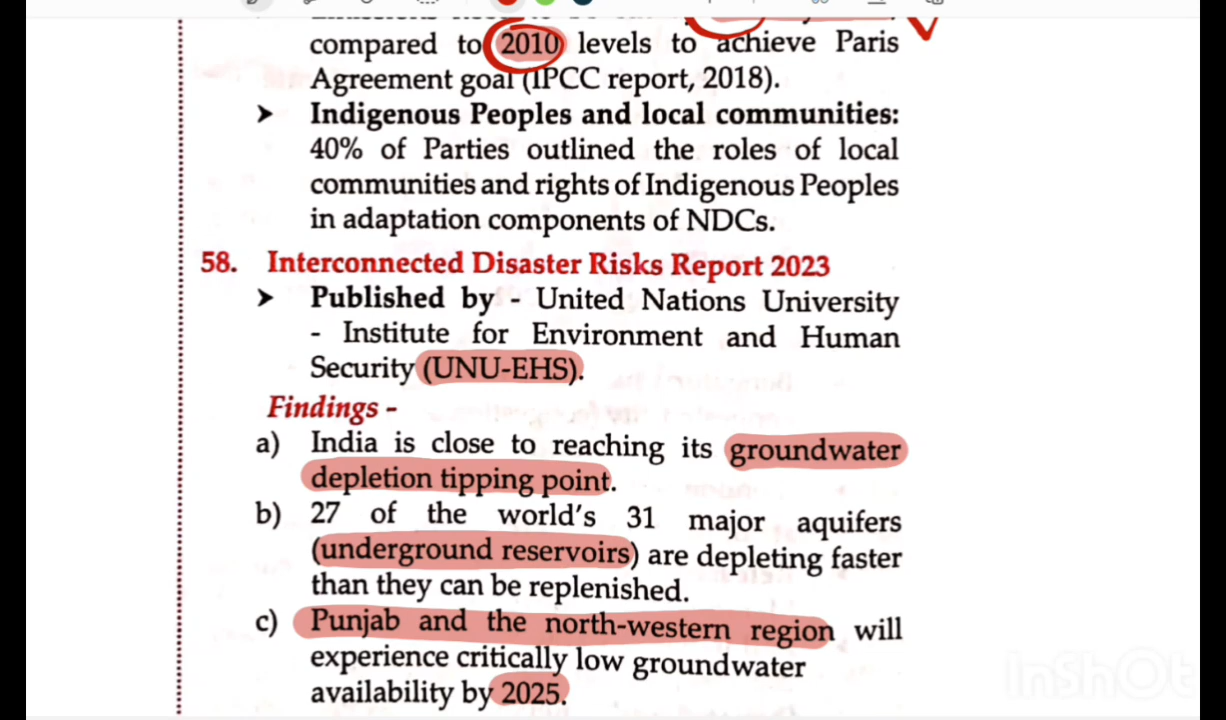 compared to 2010 levels to achieve Paris
Agreement goal (IPCC report, 2018).
➤ Indigenous Peoples and local communities:
40% of Parties outlined the roles of local
communities and rights of Indigenous Peoples
in adaptation components of NDCs.
58. Interconnected Disaster Risks Report 2023
➤ Published by - United Nations University
- Institute for Environment and Human
Security (UNU-EHS).
Findings -
a) India is close to reaching its groundwater
depletion tipping point.
b) 27 of the world's 31 major aquifers
(underground reservoirs) are depleting faster
than they can be replenished.
c) Punjab and the north-western region will
experience critically low groundwater
availability by 2025.
InShOt